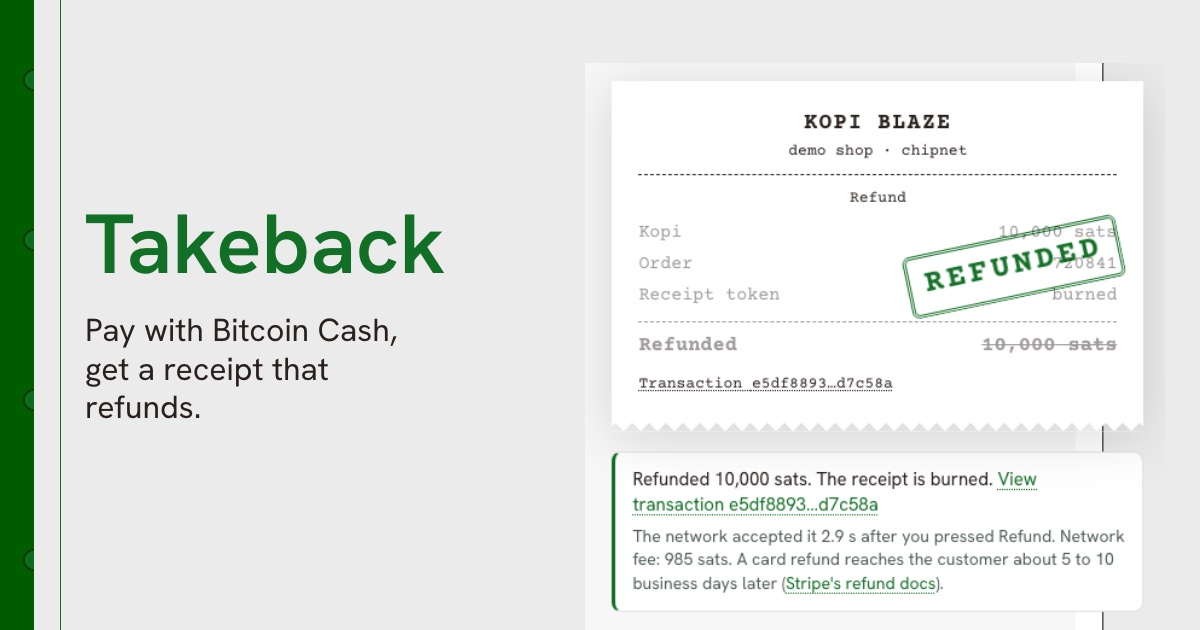 Takeback
Pay with Bitcoin Cash,
get a receipt that
refunds.
KOPI BLAZE
demo shop · chipnet
Refund
Kopi 10,000 sats
Order 720841
Receipt token burned
REFUNDED
Refunded 10,000 sats
Transaction e5df8893…d7c58a
Refunded 10,000 sats. The receipt is burned. View
transaction e5df8893…d7c58a
The network accepted it 2.9 s after you pressed Refund. Network
fee: 985 sats. A card refund reaches the customer about 5 to 10
business days later (Stripe's refund docs).